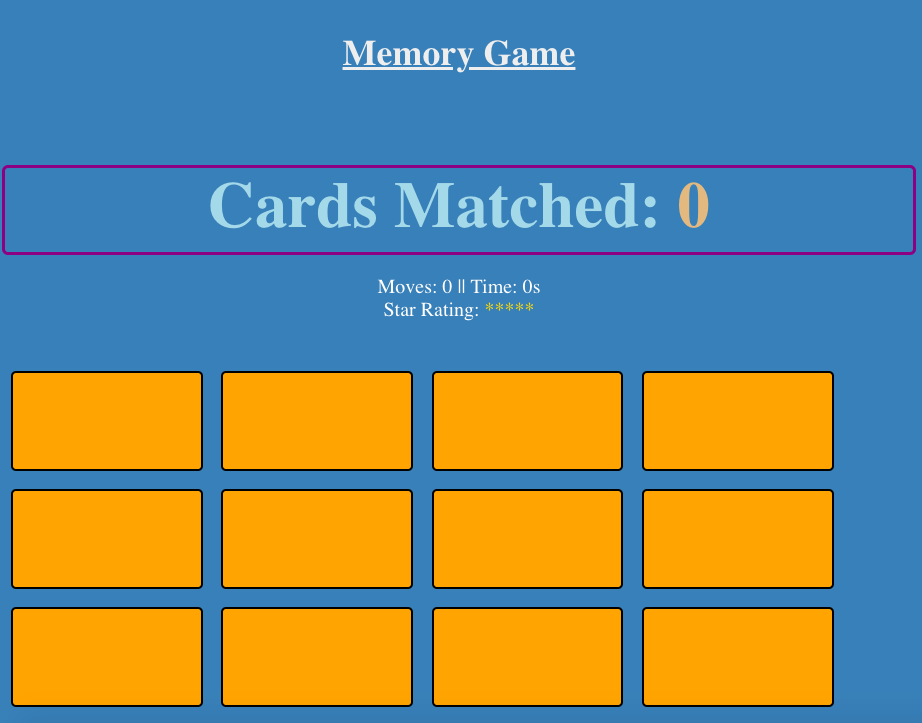 Memory Game
Cards Matched: 0
Moves: 0 || Time: 0s
Star Rating: *****